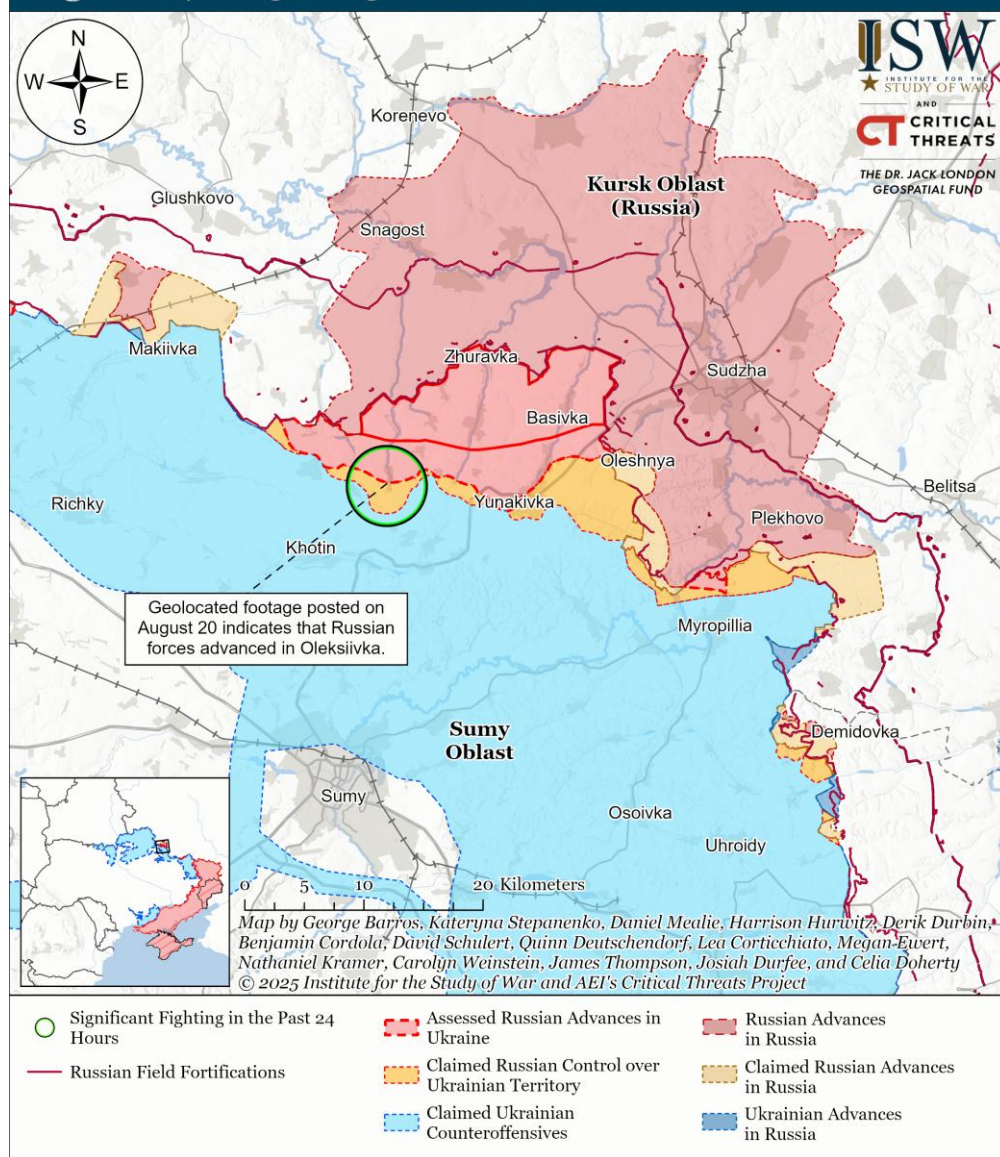 N
W
E
S
ISW
INSTITUTE FOR THE
STUDY OF WAR
AND
CT CRITICAL
THREATS
THE DR. JACK LONDON
GEOSPATIAL FUND
Korenevo
Kursk Oblast
(Russia)
Glushkovo
Snagost
Makiivka
Zhuravka
Sudzha
Basivka
Oleshnya
Belitsa
Richky
Yunakivka
Plekhovo
Khotin
Geolocated footage posted on
August 20 indicates that Russian
forces advanced in Oleksiivka.
Myropillia
Sumy
Oblast
Demidovka
Sumy
Osoivka
Uhroidy
0 5 10 20 Kilometers
Map by George Barros, Kateryna Stepanenko, Daniel Mealie, Harrison Hurwitz, Derik Durbin,
Benjamin Cordola, David Schulert, Quinn Deutschendorf, Lea Corticchiato, Megan Ewert,
Nathaniel Kramer, Carolyn Weinstein, James Thompson, Josiah Durfee, and Celia Doherty
© 2025 Institute for the Study of War and AEI's Critical Threats Project
Significant Fighting in the Past 24
Hours
Russian Field Fortifications
Assessed Russian Advances in
Ukraine
Claimed Russian Control over
Ukrainian Territory
Claimed Ukrainian
Counteroffensives
Russian Advances
in Russia
Claimed Russian Advances
in Russia
Ukrainian Advances
in Russia